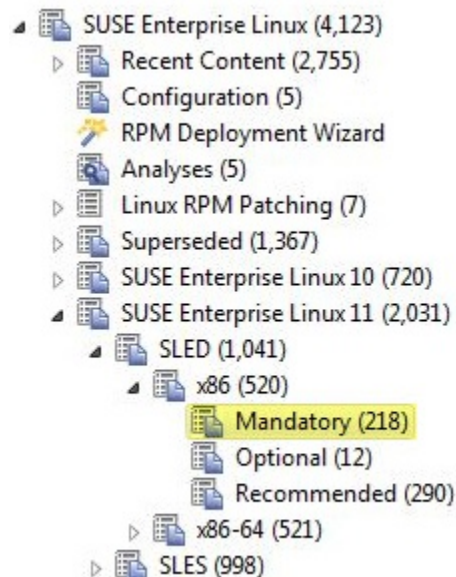 SUSE Enterprise Linux (4,123)
Recent Content (2,755)
Configuration (5)
RPM Deployment Wizard
Analyses (5)
Linux RPM Patching (7)
Superseded (1,367)
SUSE Enterprise Linux 10 (720)
SUSE Enterprise Linux 11 (2,031)
SLED (1,041)
x86 (520)
Mandatory (218)
Optional (12)
Recommended (290)
x86-64 (521)
SLES (998)